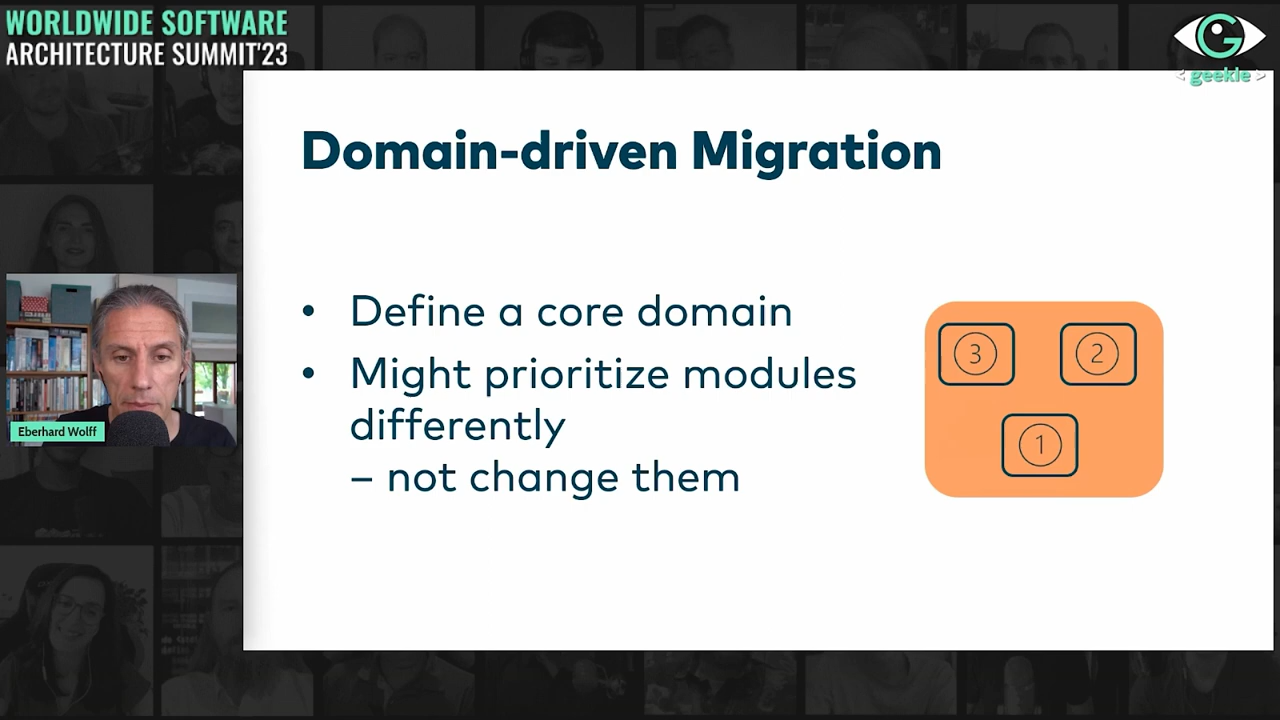 WORLDWIDE SOFTWARE
ARCHITECTURE SUMMIT'23
G
< geekle >
Domain-driven Migration
• Define a core domain
• Might prioritize modules
differently
– not change them
3 2
1
Eberhard Wolff